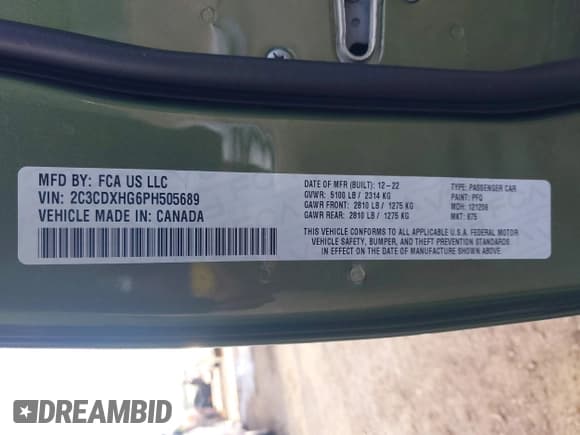 MFD BY: FCA US LLC
VIN: 2C3CDXHG6PH505689
VEHICLE MADE IN: CANADA
DATE OF MFR (BUILT): 12-22
GVWR: 5100 LB / 2314 KG
GAWR FRONT: 2810 LB / 1275 KG
GAWR REAR: 2810 LB / 1275 KG
TYPE: PASSENGER CAR
PAINT: PFQ
MDH: 121208
MKT: 675
THIS VEHICLE CONFORMS TO ALL APPLICABLE U.S.A. FEDERAL MOTOR
VEHICLE SAFETY, BUMPER, AND THEFT PREVENTION STANDARDS
IN EFFECT ON THE DATE OF MANUFACTURE SHOWN ABOVE
DREAMBID